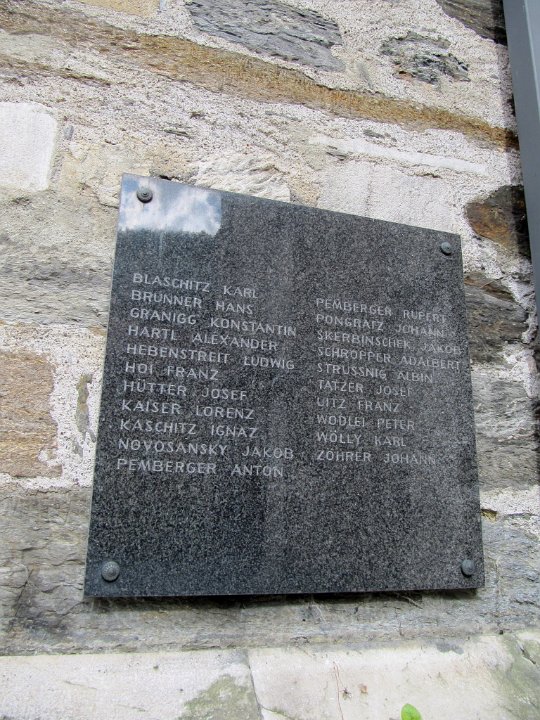 BLASCHITZ KARL
BRUNNER HANS
GRANIGG KONSTANTIN
HARTL ALEXANDER
HEBENSTREIT LUDWIG
HOI FRANZ
HÜTTER JOSEF
KAISER LORENZ
KASCHITZ IGNAZ
NOVOSANSKY JAKOB
PEMBERGER ANTON
PEMBERGER RUPERT
PONGRATZ JOHANN
SKERBINSCHEK JAKOB
SCHROPPER ADALBERT
STRUSSNIG ALBIN
TATZER JOSEF
UITZ FRANZ
WODLEI PETER
WÖLLY KARL
ZÖHRER JOHANN